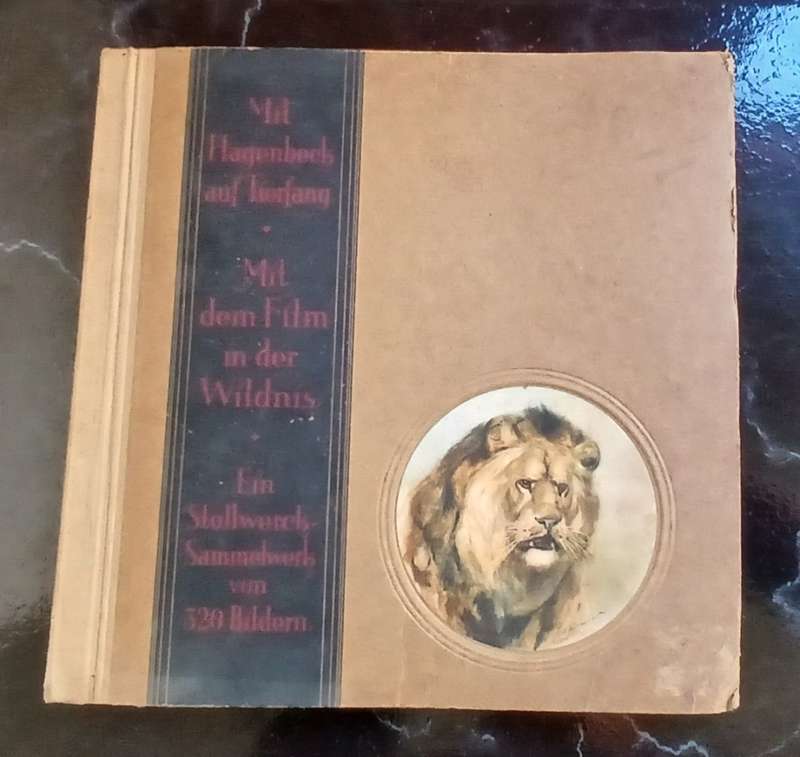 Mit
Hagenbeck
auf Tierfang
Mit
dem Film
in der
Wildnis
Ein
Stollwerck-
Sammelwerk
von
320 Bildern.